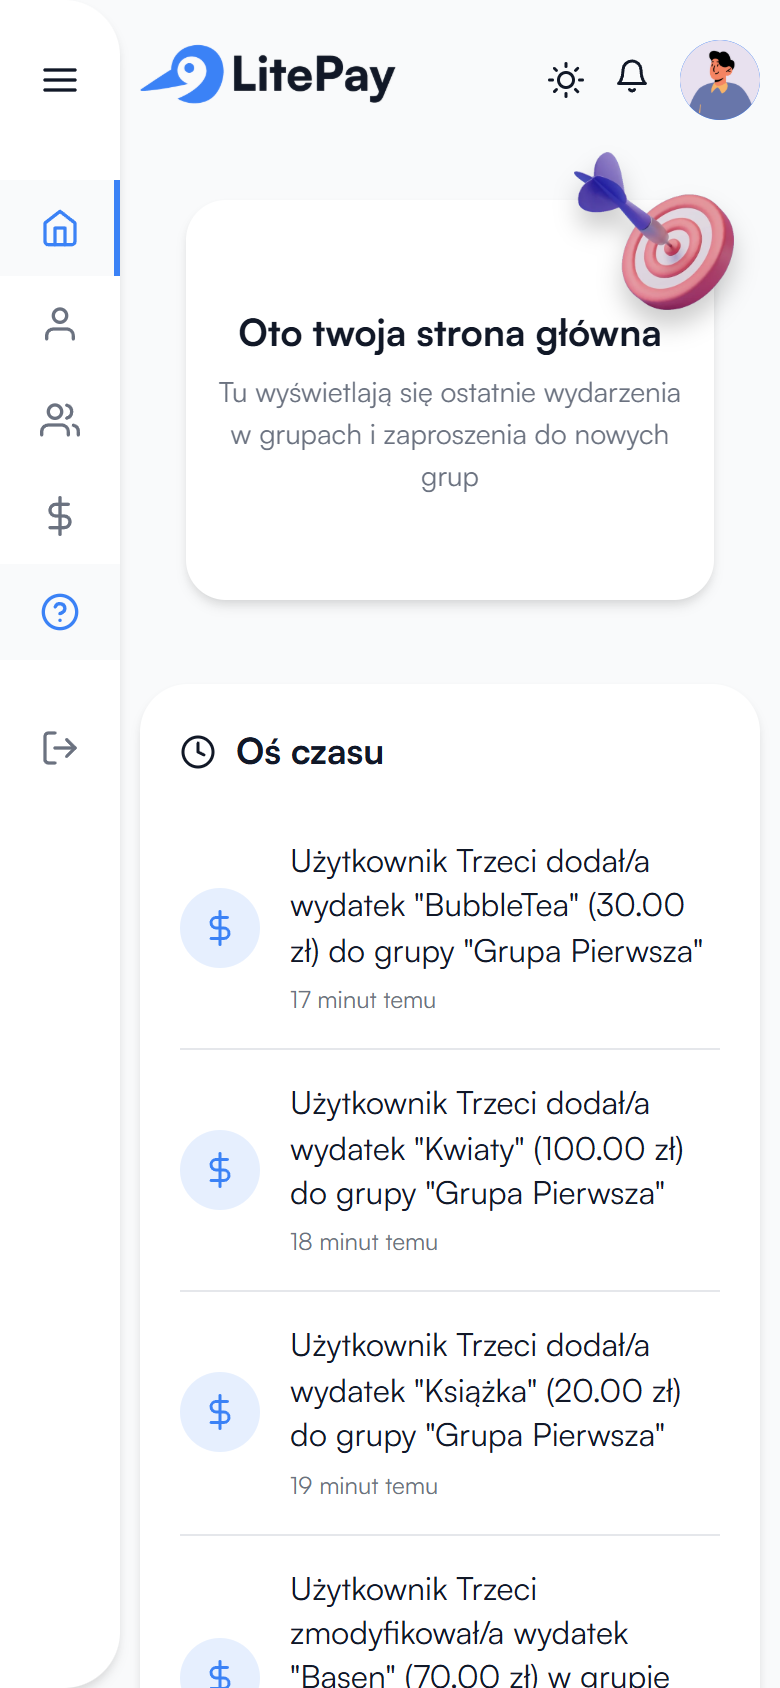 LitePay
Oto twoja strona główna
Tu wyświetlają się ostatnie wydarzenia
w grupach i zaproszenia do nowych
grup
Oś czasu
Użytkownik Trzeci dodał/a
wydatek "BubbleTea" (30.00
zł) do grupy "Grupa Pierwsza"
17 minut temu
Użytkownik Trzeci dodał/a
wydatek "Kwiaty" (100.00 zł)
do grupy "Grupa Pierwsza"
18 minut temu
Użytkownik Trzeci dodał/a
wydatek "Książka" (20.00 zł)
do grupy "Grupa Pierwsza"
19 minut temu
Użytkownik Trzeci
zmodyfikował/a wydatek
"Basen" (70.00 zł) w grupie